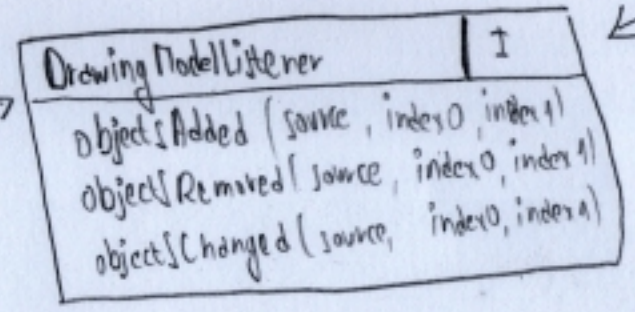 DrawingModelListener I
objectsAdded (source, index0, index1)
objectsRemoved (source, index0, index1)
objectsChanged (source, index0, index1)